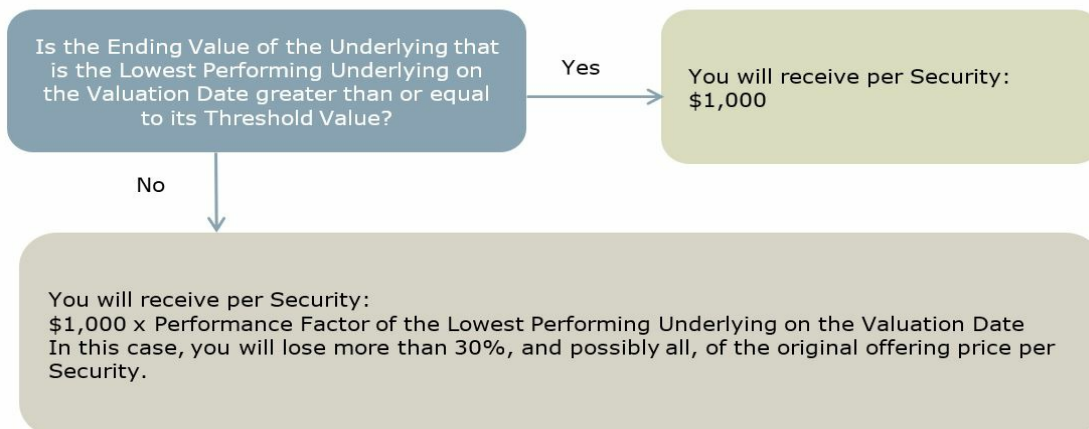 Is the Ending Value of the Underlying that
is the Lowest Performing Underlying on
the Valuation Date greater than or equal
to its Threshold Value?
Yes
You will receive per Security:
$1,000
No
You will receive per Security:
$1,000 x Performance Factor of the Lowest Performing Underlying on the Valuation Date
In this case, you will lose more than 30%, and possibly all, of the original offering price per
Security.